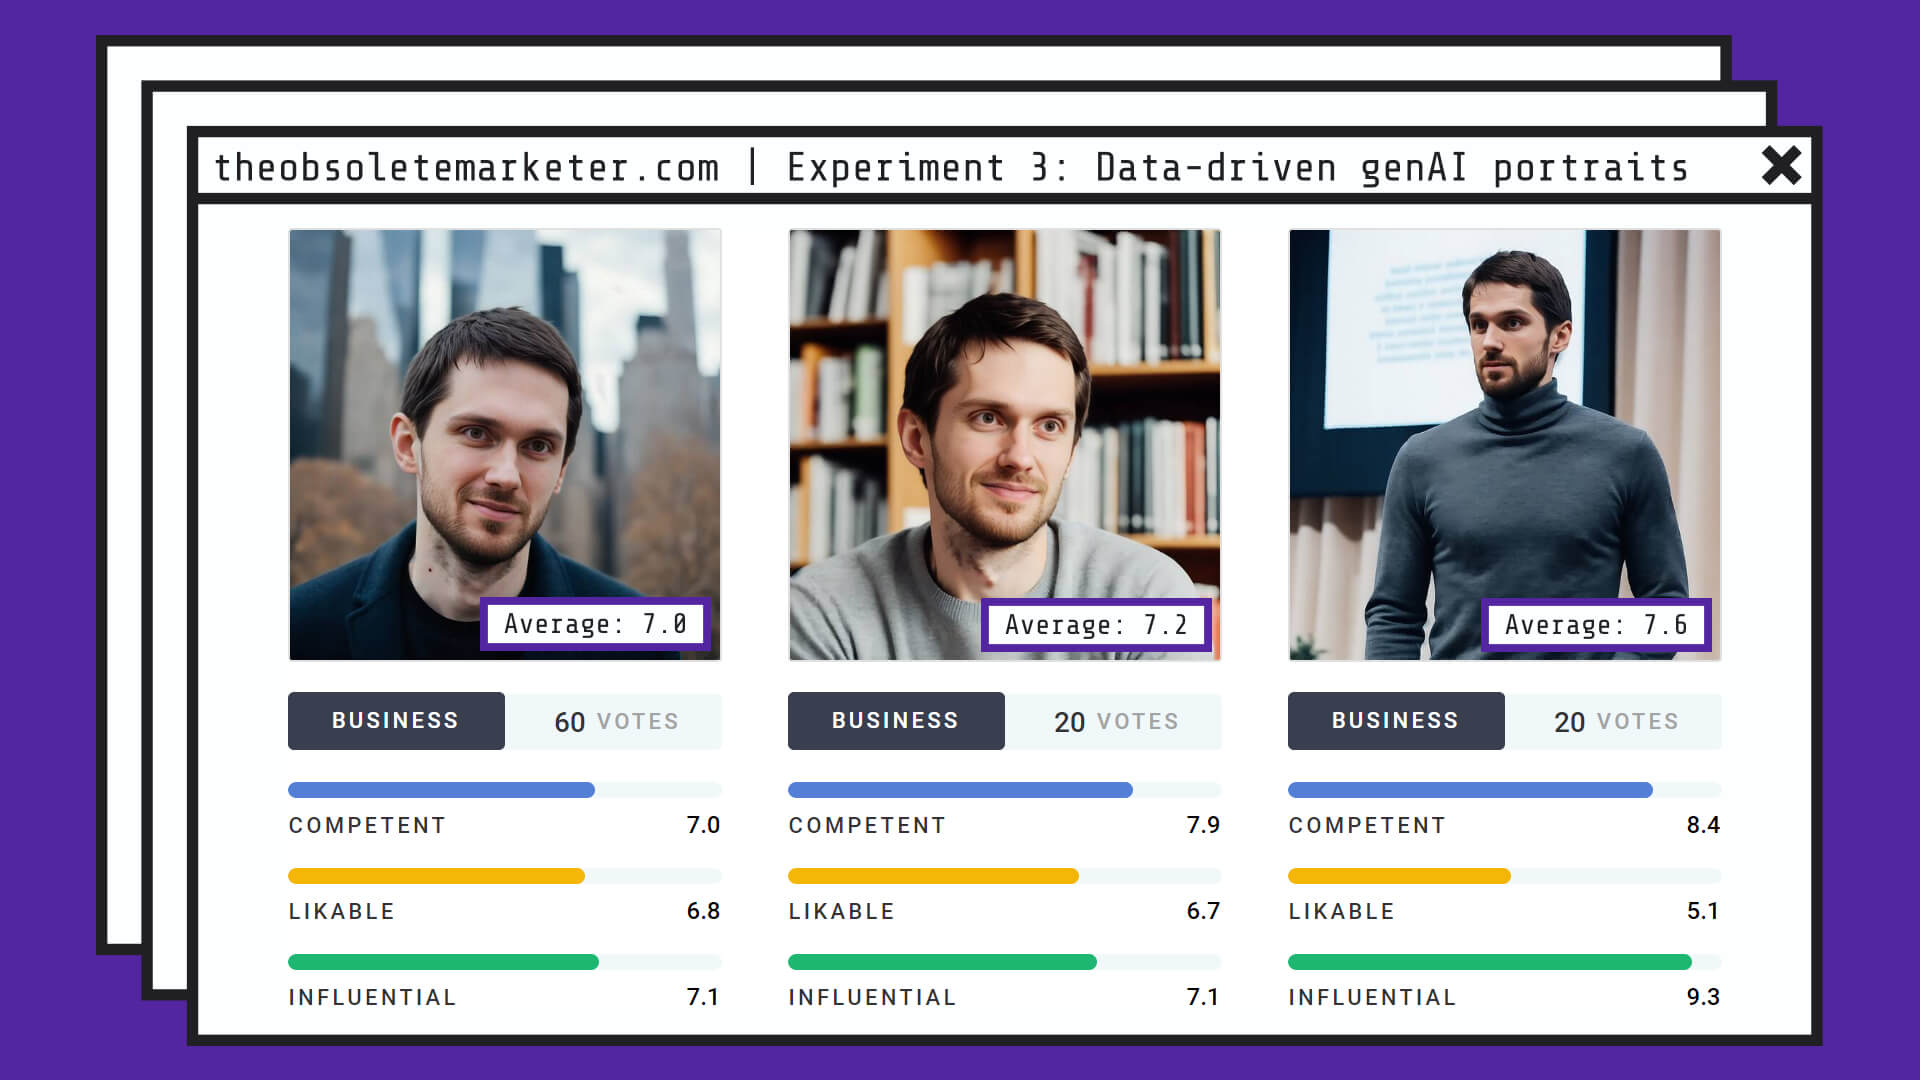 theobsoletemarketer.com | Experiment 3: Data-driven genAI portraits
Average: 7.0
BUSINESS 60 VOTES
COMPETENT 7.0
LIKABLE 6.8
INFLUENTIAL 7.1
Average: 7.2
BUSINESS 20 VOTES
COMPETENT 7.9
LIKABLE 6.7
INFLUENTIAL 7.1
Average: 7.6
BUSINESS 20 VOTES
COMPETENT 8.4
LIKABLE 5.1
INFLUENTIAL 9.3